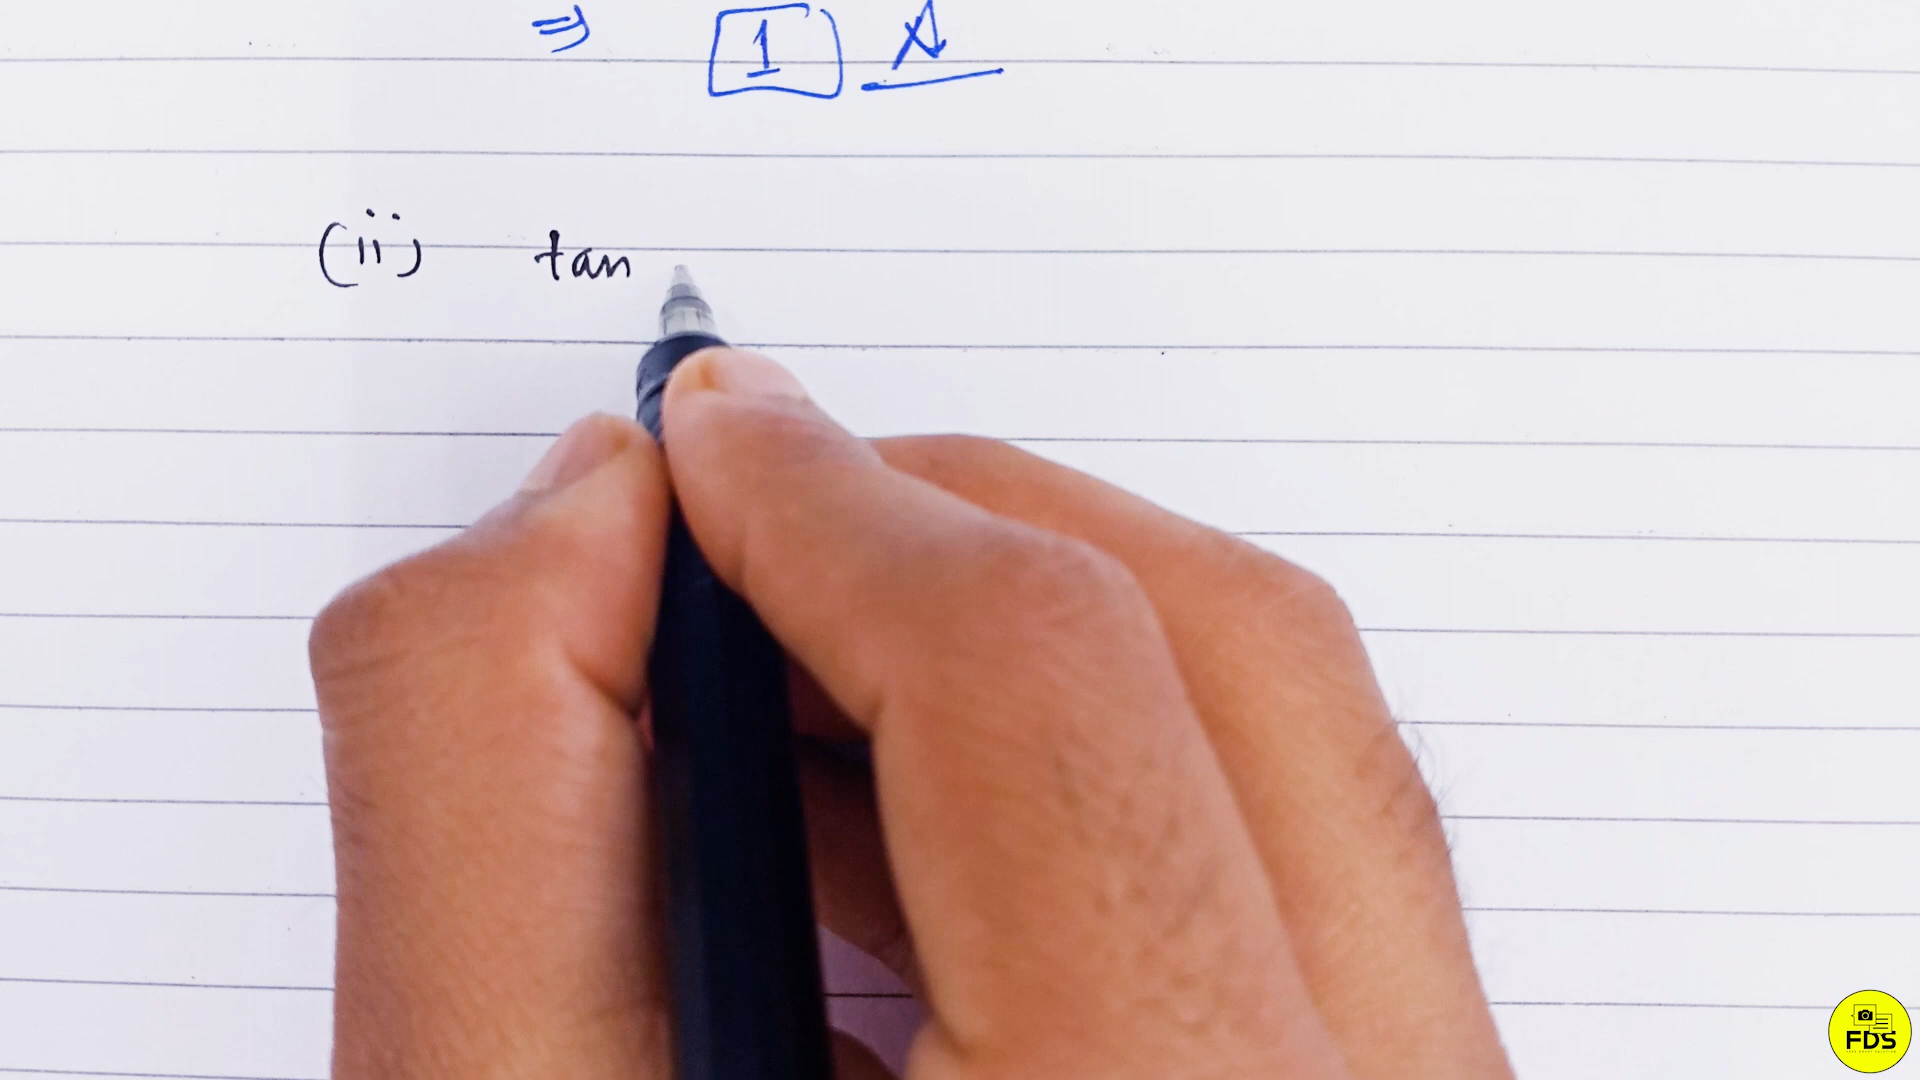 ⇒ 1
(ii) tan
FDS